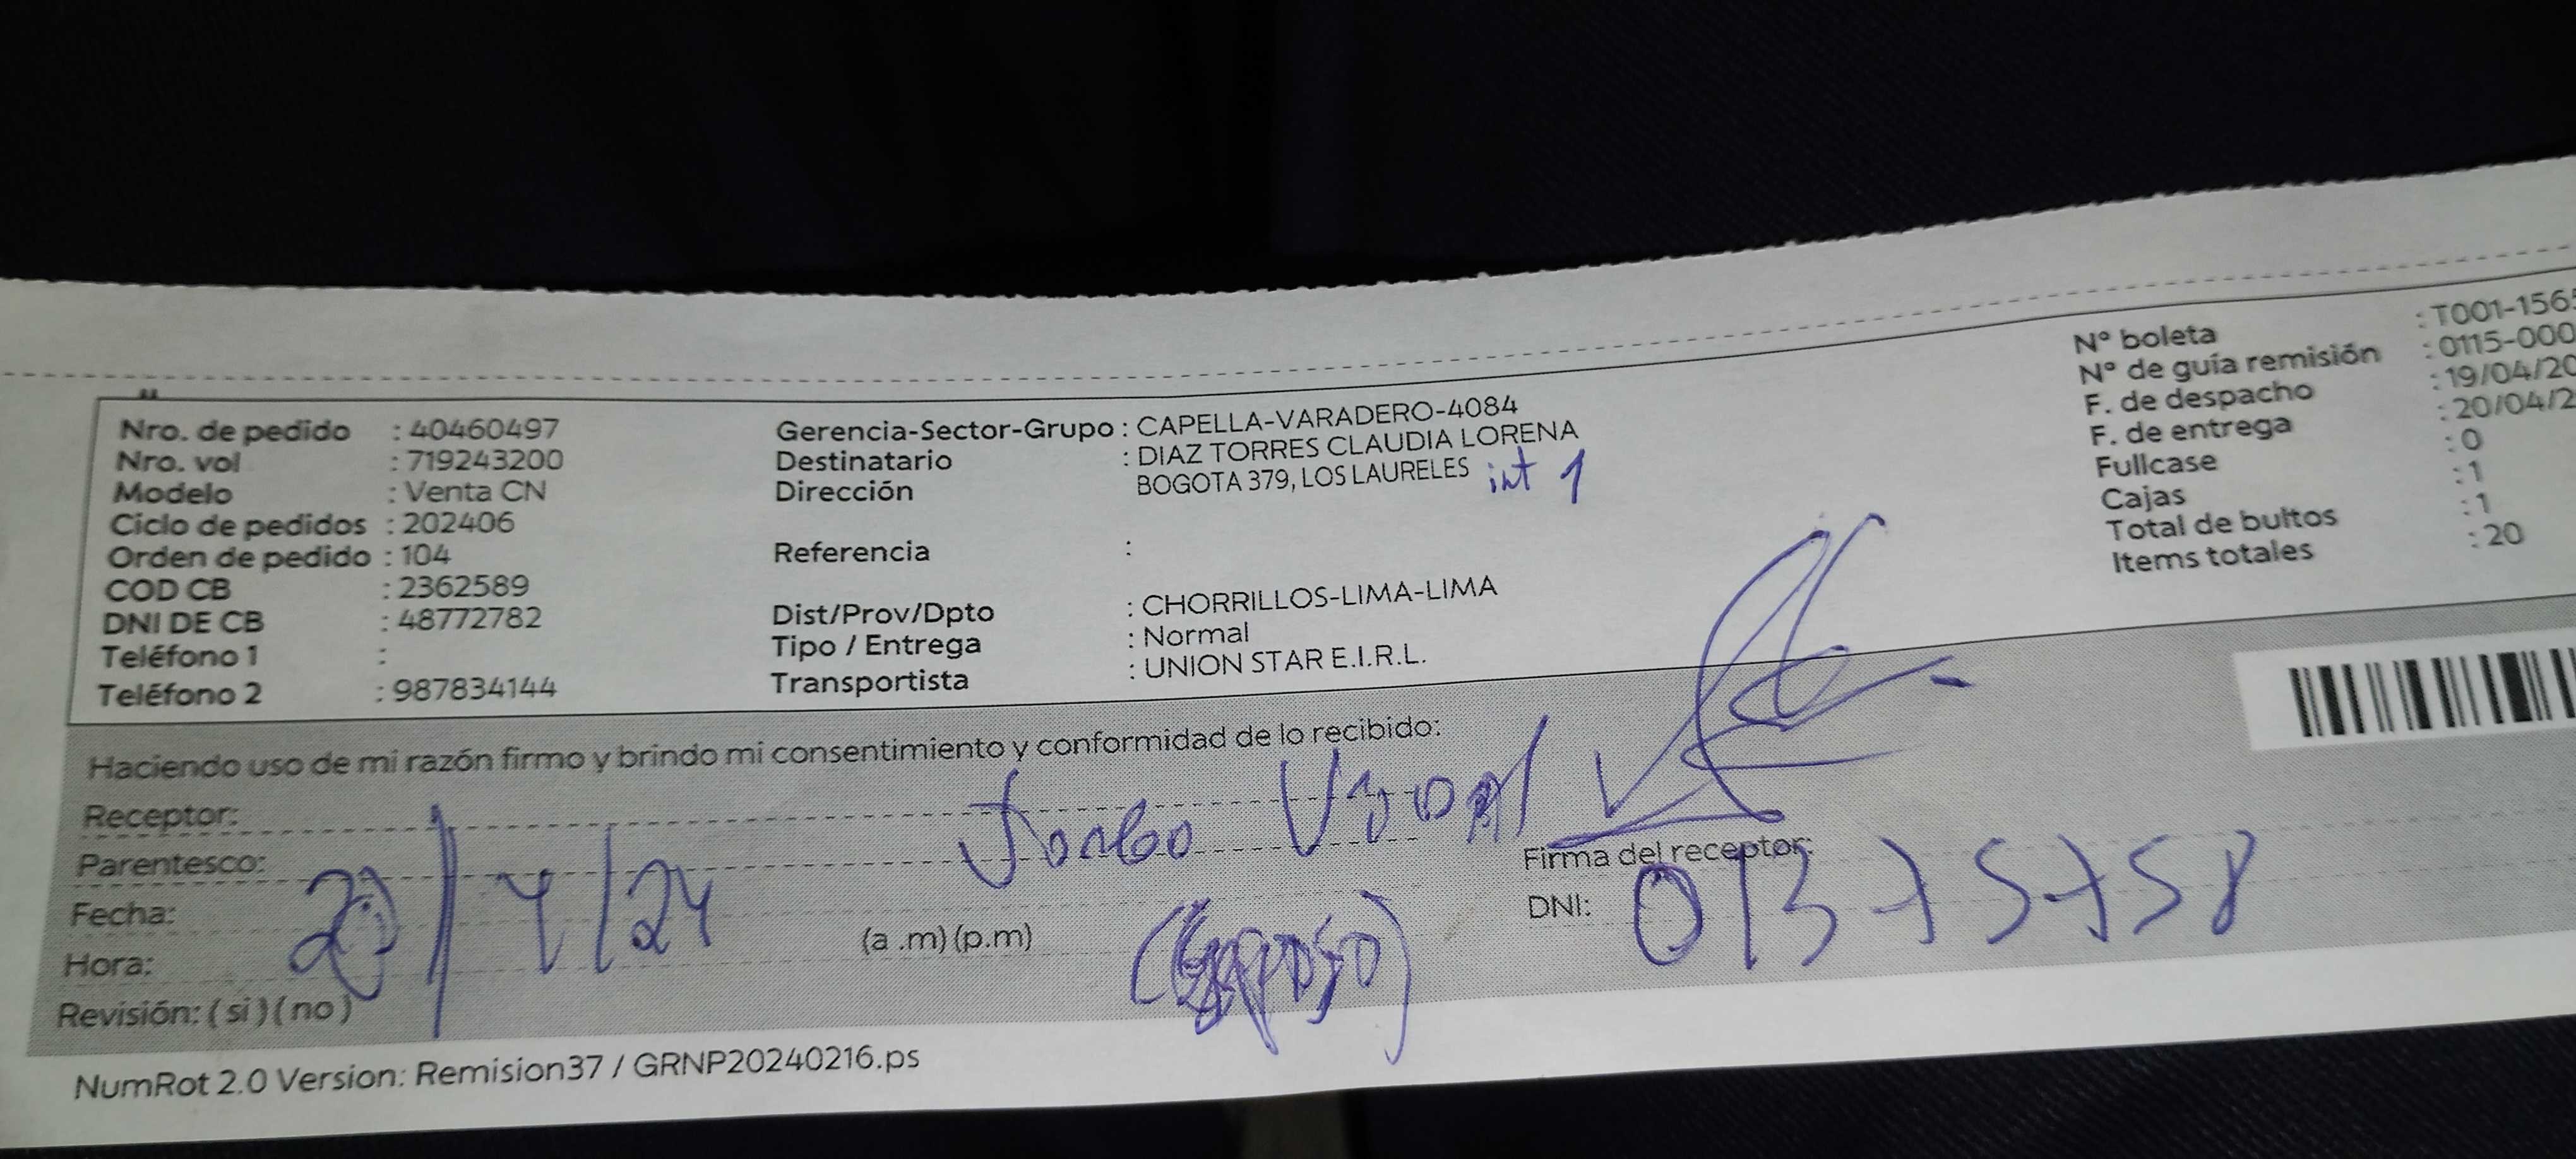 Nro. de pedido : 40460497
Nro. vol : 719243200
Modelo : Venta CN
Ciclo de pedidos : 202406
Orden de pedido : 104
COD CB : 2362589
DNI DE CB : 48772782
Teléfono 1 :
Teléfono 2 : 987834144
Gerencia-Sector-Grupo : CAPELLA-VARADERO-4084
Destinatario : DIAZ TORRES CLAUDIA LORENA
Dirección BOGOTA 379, LOS LAURELES int 1
Referencia :
Dist/Prov/Dpto : CHORRILLOS-LIMA-LIMA
Tipo / Entrega : Normal
Transportista : UNION STAR E.I.R.L.
N° boleta : T001-156
N° de guía remisión : 0115-000
F. de despacho : 19/04/20
F. de entrega : 20/04/2
Fullcase : 0
Cajas : 1
Total de bultos : 1
Items totales : 20
Haciendo uso de mi razón firmo y brindo mi consentimiento y conformidad de lo recibido:
Receptor:
Parentesco:
Firma del receptor:
Fecha: /4/24
(Esposo)
DNI: 01375758
Hora: (a .m) (p.m)
Revisión: ( si ) ( no )
NumRot 2.0 Version: Remision37 / GRNP20240216.ps